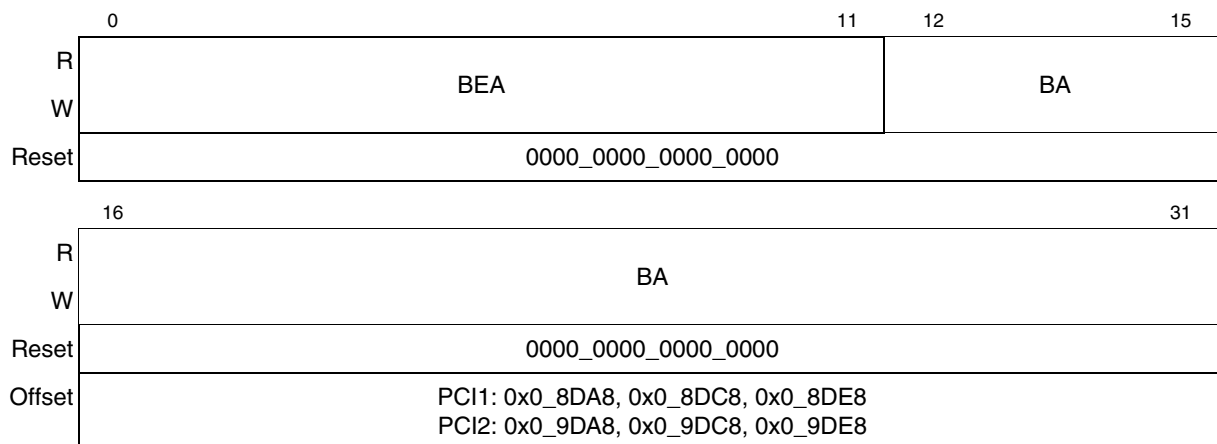 0 11 12 15
R
BEA BA
W
Reset 0000_0000_0000_0000
16 31
R
BA
W
Reset 0000_0000_0000_0000
Offset PCI1: 0x0_8DA8, 0x0_8DC8, 0x0_8DE8
PCI2: 0x0_9DA8, 0x0_9DC8, 0x0_9DE8